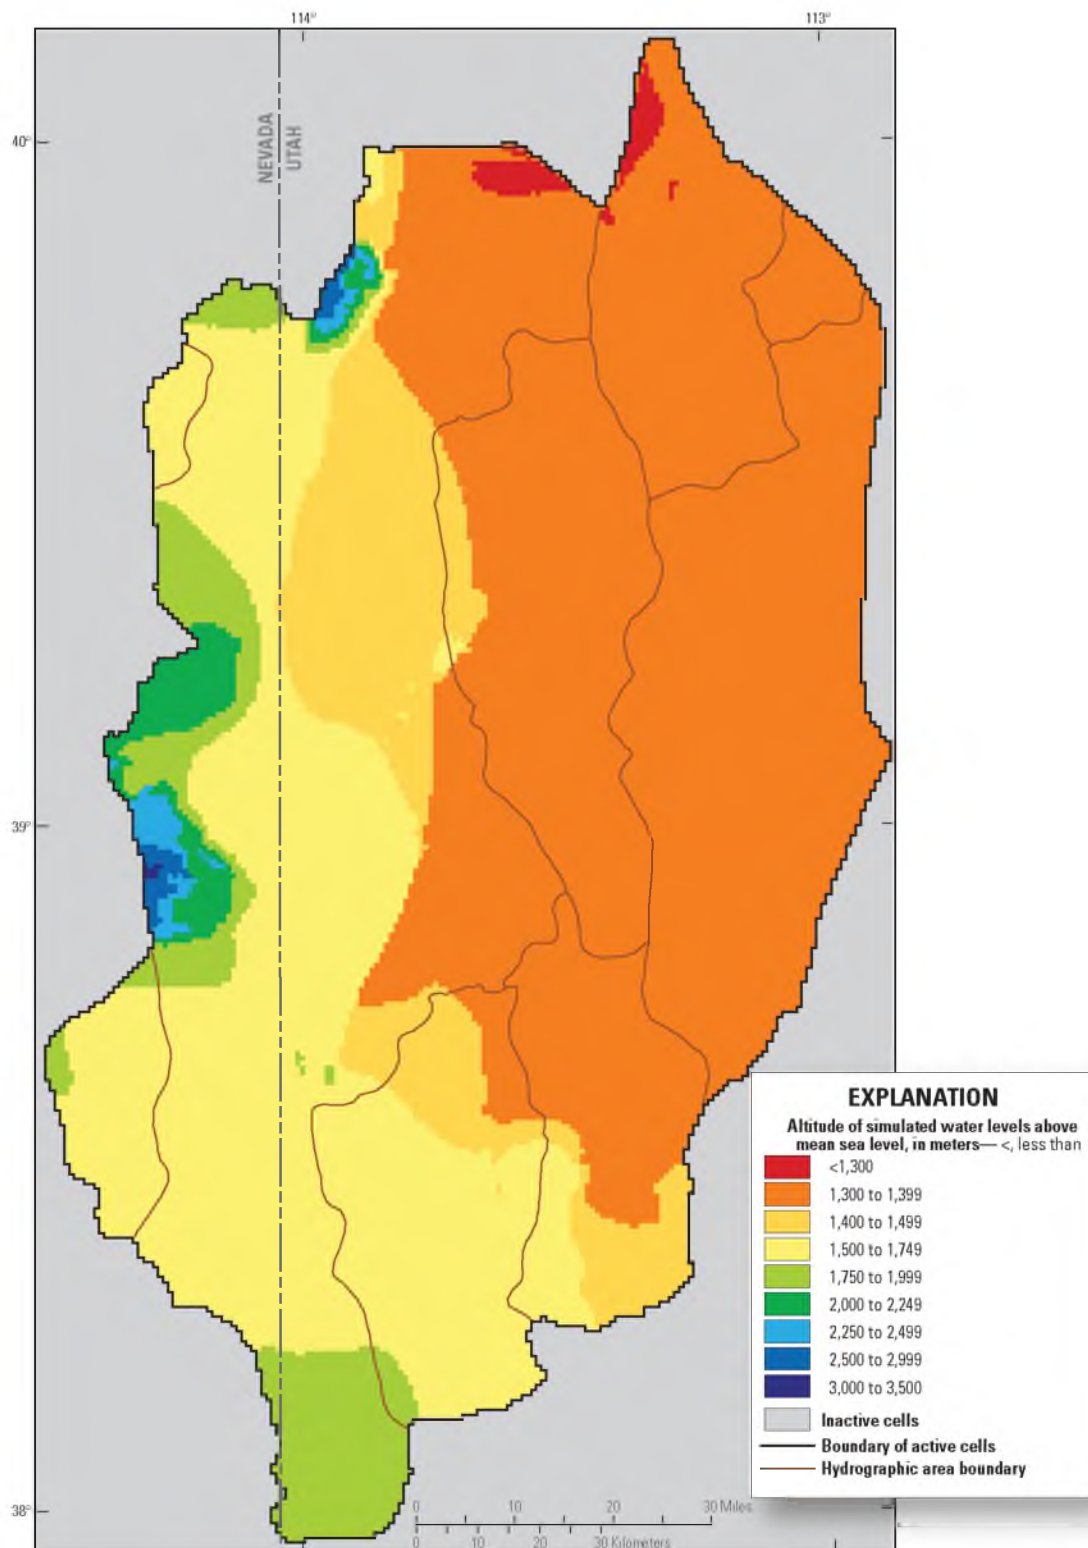 114°
113°
40°
NEVADA
UTAH
39°
EXPLANATION
Altitude of simulated water levels above
mean sea level, in meters— <, less than
<1,300
1,300 to 1,399
1,400 to 1,499
1,500 to 1,749
1,750 to 1,999
2,000 to 2,249
2,250 to 2,499
2,500 to 2,999
3,000 to 3,500
Inactive cells
Boundary of active cells
Hydrographic area boundary
38°
0 10 20 30 Miles
0 10 20 30 Kilometers